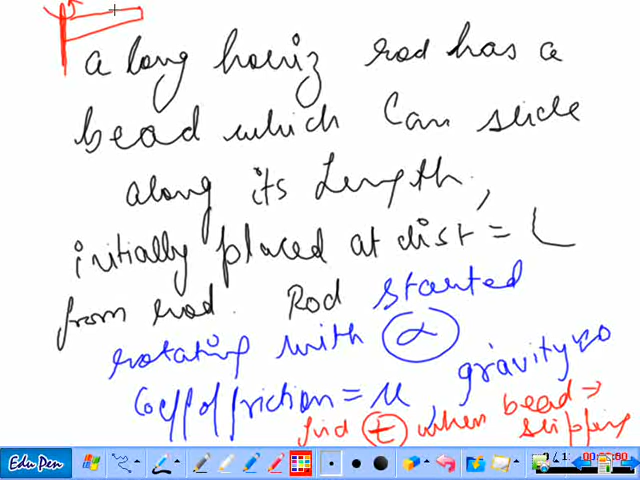 a long horiz rod has a
bead which can slide
along its length,
initially placed at dist = L
from rod. Rod started
rotating with α
Coeff of friction = μ, gravity ≈ 0
find t when bead →
slipping
Edu Pen